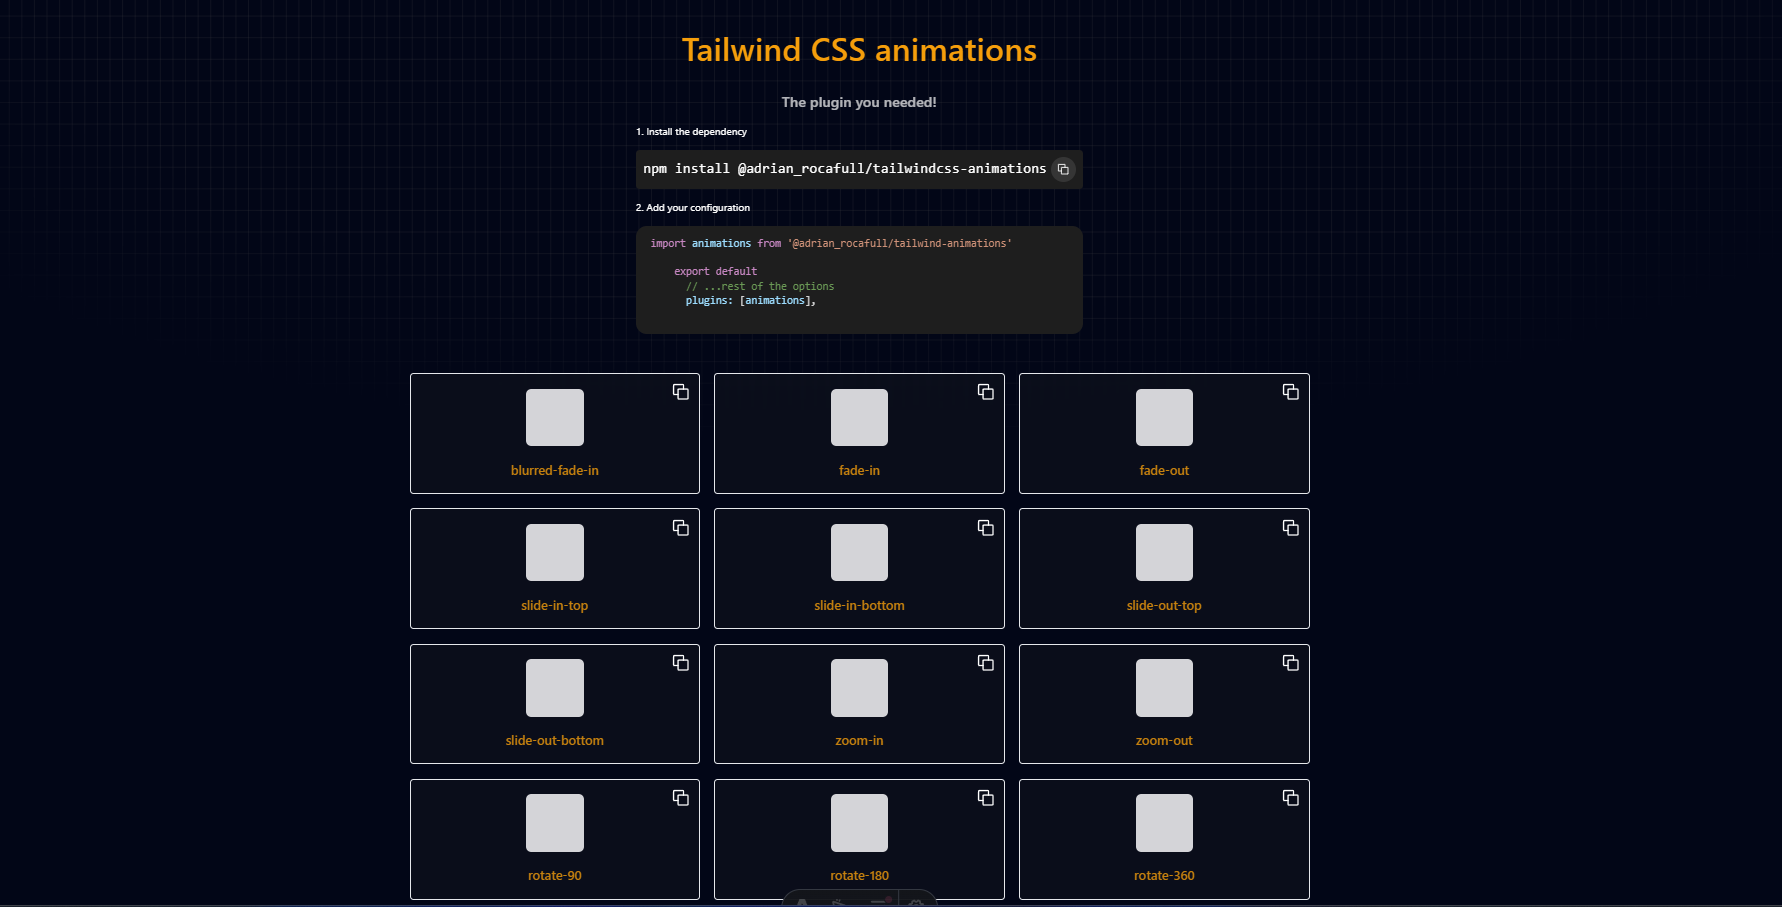 Tailwind CSS animations
The plugin you needed!
1. Install the dependency
npm install @adrian_rocafull/tailwindcss-animations
2. Add your configuration
import animations from '@adrian_rocafull/tailwind-animations'
export default
// ...rest of the options
plugins: [animations],
blurred-fade-in
fade-in
fade-out
slide-in-top
slide-in-bottom
slide-out-top
slide-out-bottom
zoom-in
zoom-out
rotate-90
rotate-180
rotate-360